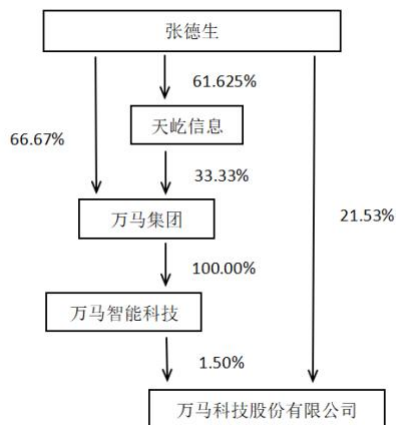 张德生
61.625%
天屹信息
66.67%
33.33%
万马集团
21.53%
100.00%
万马智能科技
1.50%
万马科技股份有限公司